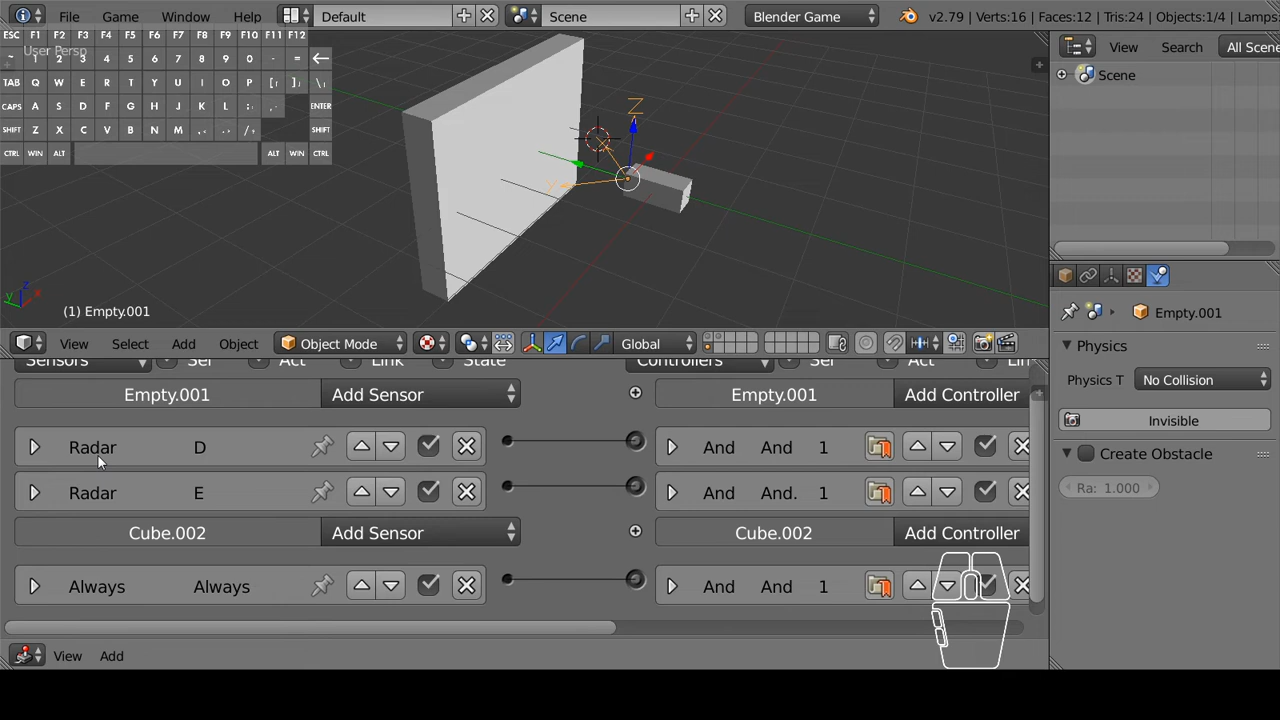 File Game Window Help Default Scene Blender Game v2.79 | Verts:16 | Faces:12 | Tris:24 | Objects:1/4 | Lamps
ESC F1 F2 F3 F4 F5 F6 F7 F8 F9 F10 F11 F12
User Persp
~ 1 2 3 4 5 6 7 8 9 0 - =
TAB Q W E R T Y U I O P [ ] \
CAPS A S D F G H J K L ; ENTER
SHIFT Z X C V B N M , . / SHIFT
CTRL WIN ALT ALT WIN CTRL
View Search All Scene
Scene
Z
Y
z
y x
(1) Empty.001
View Select Add Object Object Mode Global
Sensors Sel Act Link State Controllers Sel Act Lin
Empty.001 Add Sensor Empty.001 Add Controller
Radar D And And 1
Radar E And And. 1
Cube.002 Add Sensor Cube.002 Add Controller
Always Always And And 1
View Add
Empty.001
Physics
Physics T No Collision
Invisible
Create Obstacle
Ra: 1.000